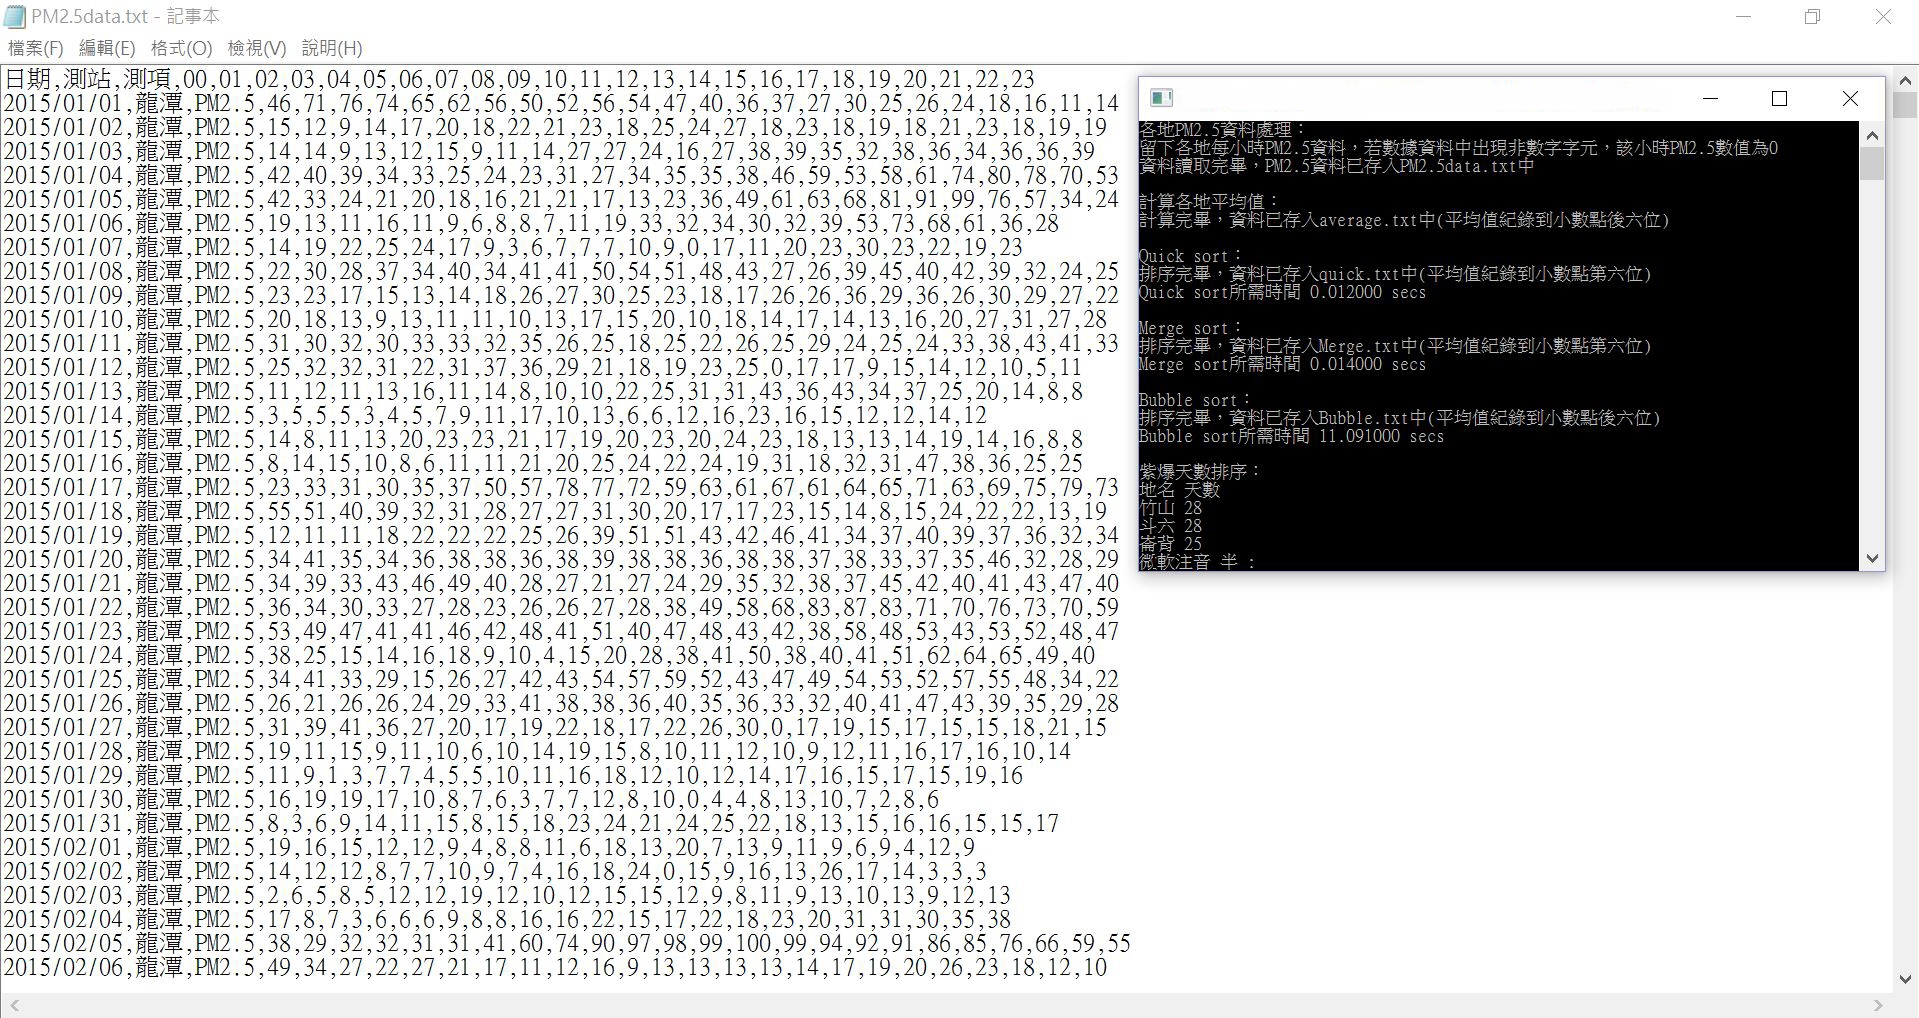 PM2.5data.txt - 記事本
檔案(F) 編輯(E) 格式(O) 檢視(V) 說明(H)
日期,測站,測項,00,01,02,03,04,05,06,07,08,09,10,11,12,13,14,15,16,17,18,19,20,21,22,23
2015/01/01,龍潭,PM2.5,46,71,76,74,65,62,56,50,52,56,54,47,40,36,37,27,30,25,26,24,18,16,11,14
2015/01/02,龍潭,PM2.5,15,12,9,14,17,20,18,22,21,23,18,25,24,27,18,23,18,19,18,21,23,18,19,19
2015/01/03,龍潭,PM2.5,14,14,9,13,12,15,9,11,14,27,27,24,16,27,38,39,35,32,38,36,34,36,36,39
2015/01/04,龍潭,PM2.5,42,40,39,34,33,25,24,23,31,27,34,35,35,38,46,59,53,58,61,74,80,78,70,53
2015/01/05,龍潭,PM2.5,42,33,24,21,20,18,16,21,21,17,13,23,36,49,61,63,68,81,91,99,76,57,34,24
2015/01/06,龍潭,PM2.5,19,13,11,16,11,9,6,8,8,7,11,19,33,32,34,30,32,39,53,73,68,61,36,28
2015/01/07,龍潭,PM2.5,14,19,22,25,24,17,9,3,6,7,7,7,10,9,0,17,11,20,23,30,23,22,19,23
2015/01/08,龍潭,PM2.5,22,30,28,37,34,40,34,41,41,50,54,51,48,43,27,26,39,45,40,42,39,32,24,25
2015/01/09,龍潭,PM2.5,23,23,17,15,13,14,18,26,27,30,25,23,18,17,26,26,36,29,36,26,30,29,27,22
2015/01/10,龍潭,PM2.5,20,18,13,9,13,11,11,10,13,17,15,20,10,18,14,17,14,13,16,20,27,31,27,28
2015/01/11,龍潭,PM2.5,31,30,32,30,33,33,32,35,26,25,18,25,22,26,25,29,24,25,24,33,38,43,41,33
2015/01/12,龍潭,PM2.5,25,32,32,31,22,31,37,36,29,21,18,19,23,25,0,17,17,9,15,14,12,10,5,11
2015/01/13,龍潭,PM2.5,11,12,11,13,16,11,14,8,10,10,22,25,31,31,43,36,43,34,37,25,20,14,8,8
2015/01/14,龍潭,PM2.5,3,5,5,5,3,4,5,7,9,11,17,10,13,6,6,12,16,23,16,15,12,12,14,12
2015/01/15,龍潭,PM2.5,14,8,11,13,20,23,23,21,17,19,20,23,20,24,23,18,13,13,14,19,14,16,8,8
2015/01/16,龍潭,PM2.5,8,14,15,10,8,6,11,11,21,20,25,24,22,24,19,31,18,32,31,47,38,36,25,25
2015/01/17,龍潭,PM2.5,23,33,31,30,35,37,50,57,78,77,72,59,63,61,67,61,64,65,71,63,69,75,79,73
2015/01/18,龍潭,PM2.5,55,51,40,39,32,31,28,27,27,31,30,20,17,17,23,15,14,8,15,24,22,22,13,19
2015/01/19,龍潭,PM2.5,12,11,11,18,22,22,22,25,26,39,51,51,43,42,46,41,34,37,40,39,37,36,32,34
2015/01/20,龍潭,PM2.5,34,41,35,34,36,38,38,36,38,39,38,38,36,38,38,37,38,33,37,35,46,32,28,29
2015/01/21,龍潭,PM2.5,34,39,33,43,46,49,40,28,27,21,27,24,29,35,32,38,37,45,42,40,41,43,47,40
2015/01/22,龍潭,PM2.5,36,34,30,33,27,28,23,26,26,27,28,38,49,58,68,83,87,83,71,70,76,73,70,59
2015/01/23,龍潭,PM2.5,53,49,47,41,41,46,42,48,41,51,40,47,48,43,42,38,58,48,53,43,53,52,48,47
2015/01/24,龍潭,PM2.5,38,25,15,14,16,18,9,10,4,15,20,28,38,41,50,38,40,41,51,62,64,65,49,40
2015/01/25,龍潭,PM2.5,34,41,33,29,15,26,27,42,43,54,57,59,52,43,47,49,54,53,52,57,55,48,34,22
2015/01/26,龍潭,PM2.5,26,21,26,26,24,29,33,41,38,38,36,40,35,36,33,32,40,41,47,43,39,35,29,28
2015/01/27,龍潭,PM2.5,31,39,41,36,27,20,17,19,22,18,17,22,26,30,0,17,19,15,17,15,15,18,21,15
2015/01/28,龍潭,PM2.5,19,11,15,9,11,10,6,10,14,19,15,8,10,11,12,10,9,12,11,16,17,16,10,14
2015/01/29,龍潭,PM2.5,11,9,1,3,7,7,4,5,5,10,11,16,18,12,10,12,14,17,16,15,17,15,19,16
2015/01/30,龍潭,PM2.5,16,19,19,17,10,8,7,6,3,7,7,12,8,10,0,4,4,8,13,10,7,2,8,6
2015/01/31,龍潭,PM2.5,8,3,6,9,14,11,15,8,15,18,23,24,21,24,25,22,18,13,15,16,16,15,15,17
2015/02/01,龍潭,PM2.5,19,16,15,12,12,9,4,8,8,11,6,18,13,20,7,13,9,11,9,6,9,4,12,9
2015/02/02,龍潭,PM2.5,14,12,12,8,7,7,10,9,7,4,16,18,24,0,15,9,16,13,26,17,14,3,3,3
2015/02/03,龍潭,PM2.5,2,6,5,8,5,12,12,19,12,10,12,15,15,12,9,8,11,9,13,10,13,9,12,13
2015/02/04,龍潭,PM2.5,17,8,7,3,6,6,6,9,8,8,16,16,22,15,17,22,18,23,20,31,31,30,35,38
2015/02/05,龍潭,PM2.5,38,29,32,32,31,31,41,60,74,90,97,98,99,100,99,94,92,91,86,85,76,66,59,55
2015/02/06,龍潭,PM2.5,49,34,27,22,27,21,17,11,12,16,9,13,13,13,13,14,17,19,20,26,23,18,12,10
各地PM2.5資料處理：
留下各地每小時PM2.5資料，若數據資料中出現非數字字元，該小時PM2.5數值為0
資料讀取完畢，PM2.5資料已存入PM2.5data.txt中
計算各地平均值：
計算完畢，資料已存入average.txt中(平均值紀錄到小數點後六位)
Quick sort：
排序完畢，資料已存入quick.txt中(平均值紀錄到小數點第六位)
Quick sort所需時間 0.012000 secs
Merge sort：
排序完畢，資料已存入Merge.txt中(平均值紀錄到小數點第六位)
Merge sort所需時間 0.014000 secs
Bubble sort：
排序完畢，資料已存入Bubble.txt中(平均值紀錄到小數點後六位)
Bubble sort所需時間 11.091000 secs
紫爆天數排序：
地名 天數
竹山 28
斗六 28
崙背 25
微軟注音 半 :